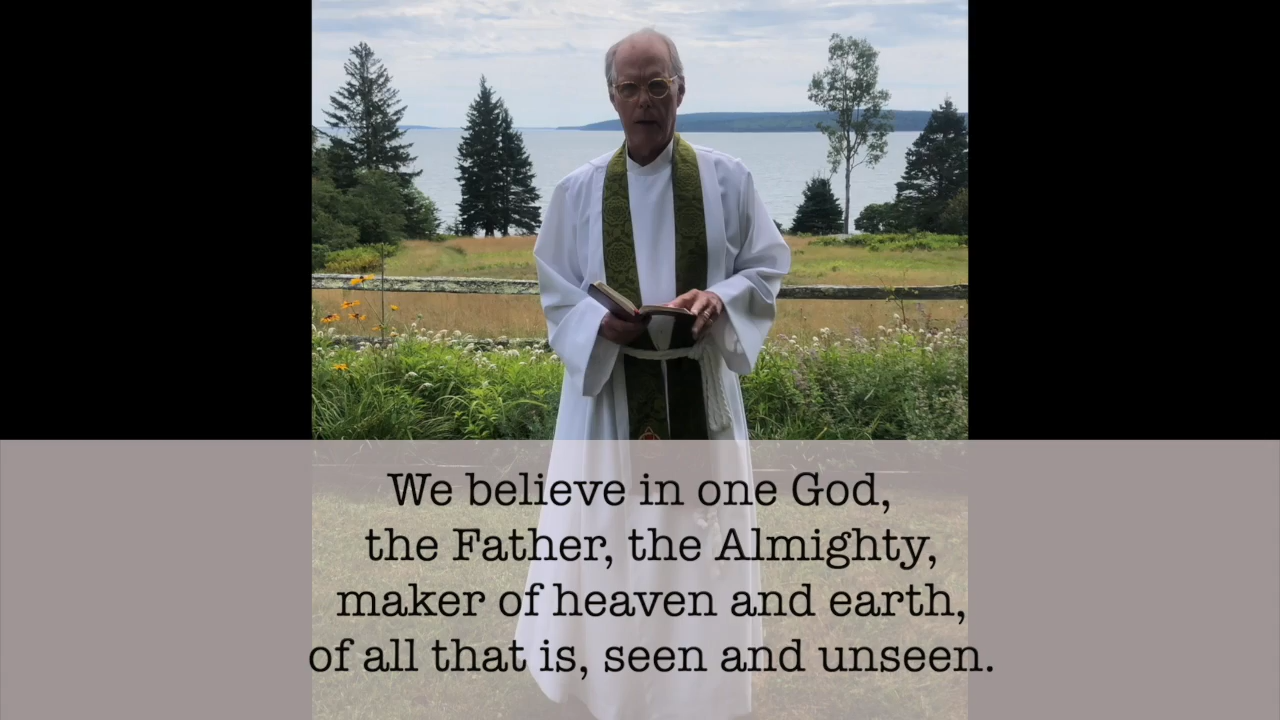 We believe in one God,
the Father, the Almighty,
maker of heaven and earth,
of all that is, seen and unseen.